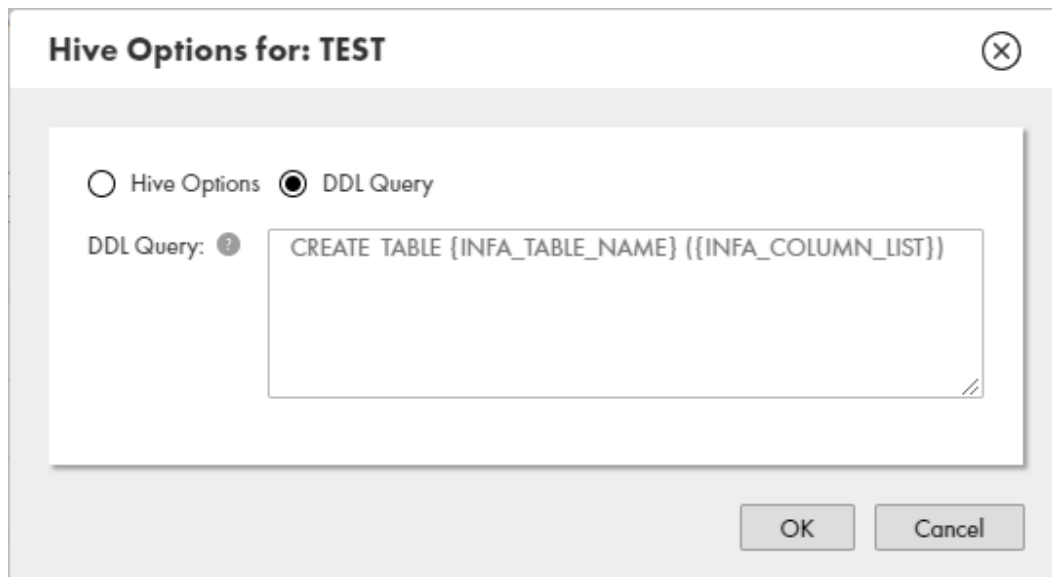 Hive Options for: TEST
Hive Options DDL Query
DDL Query: ?
CREATE TABLE {INFA_TABLE_NAME} ({INFA_COLUMN_LIST})
OK Cancel